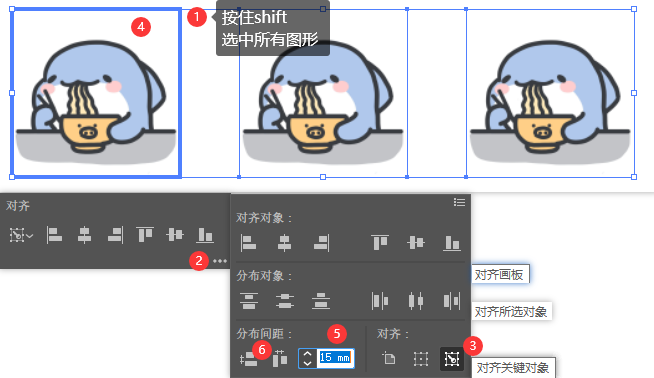 4
1
按住shift
选中所有图形
对齐
2
对齐对象：
分布对象：
对齐画板
对齐所选对象
分布间距：
5
对齐：
3
6
15 mm
对齐关键对象